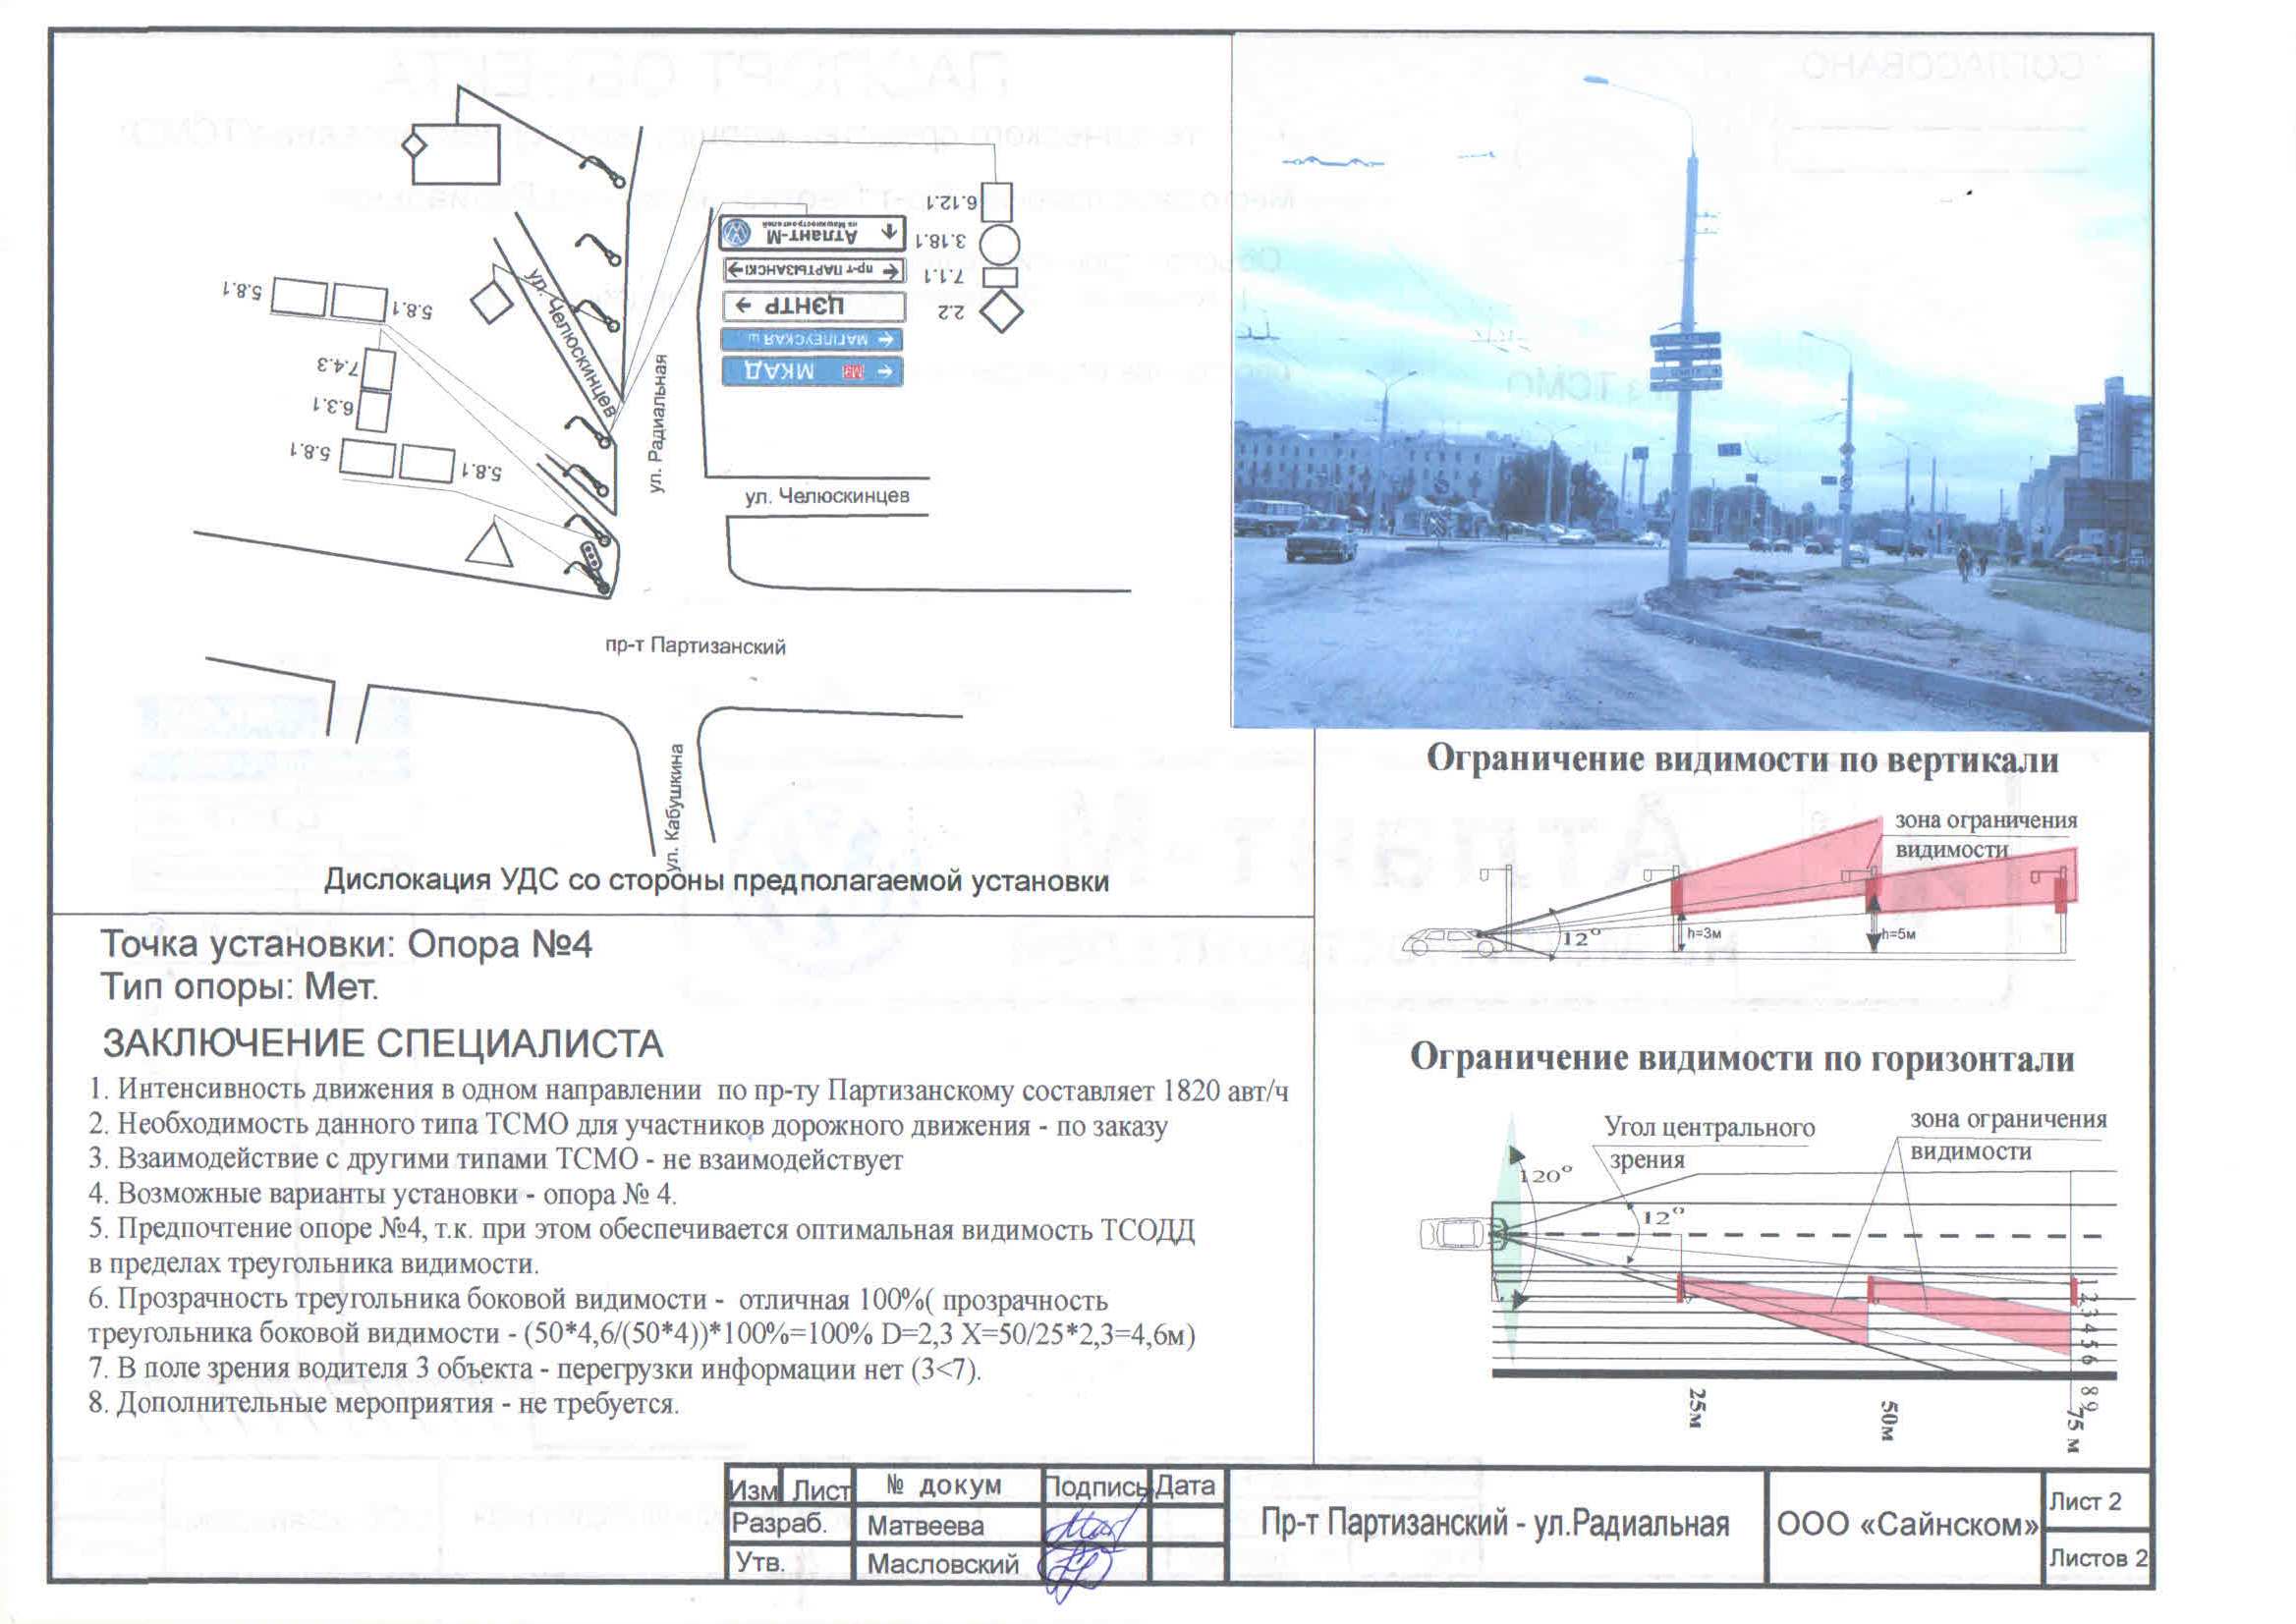 6.12.1
3.18.1
7.1.1
2.2
Атлант-М
на Машиностроителей
пр-т ПАРТЫЗАНСКІ
ЦЭНТР
МАГІЛЕЎСКАЯ ш
МКАД М9
5.8.1
5.8.1
7.4.3
6.3.1
5.8.1
5.8.1
ул. Челюскинцев
ул. Радиальная
ул. Челюскинцев
пр-т Партизанский
ул. Кабушкина
Дислокация УДС со стороны предполагаемой установки
Точка установки: Опора №4
Тип опоры: Мет.
ЗАКЛЮЧЕНИЕ СПЕЦИАЛИСТА
1. Интенсивность движения в одном направлении по пр-ту Партизанскому составляет 1820 авт/ч
2. Необходимость данного типа ТСМО для участников дорожного движения - по заказу
3. Взаимодействие с другими типами ТСМО - не взаимодействует
4. Возможные варианты установки - опора № 4.
5. Предпочтение опоре №4, т.к. при этом обеспечивается оптимальная видимость ТСОДД
в пределах треугольника видимости.
6. Прозрачность треугольника боковой видимости - отличная 100%( прозрачность
треугольника боковой видимости - (50*4,6/(50*4))*100%=100% D=2,3 X=50/25*2,3=4,6м)
7. В поле зрения водителя 3 объекта - перегрузки информации нет (3<7).
8. Дополнительные мероприятия - не требуется.
Ограничение видимости по вертикали
зона ограничения
видимости
12°
h=3м
h=5м
Ограничение видимости по горизонтали
Угол центрального
зрения
зона ограничения
видимости
120°
12°
1 2 3 4 5 6
8 9
25м
50м
75 м
Изм Лист № докум Подпись Дата
Разраб. Матвеева
Утв. Масловский
Пр-т Партизанский - ул.Радиальная
ООО «Сайнском»
Лист 2
Листов 2